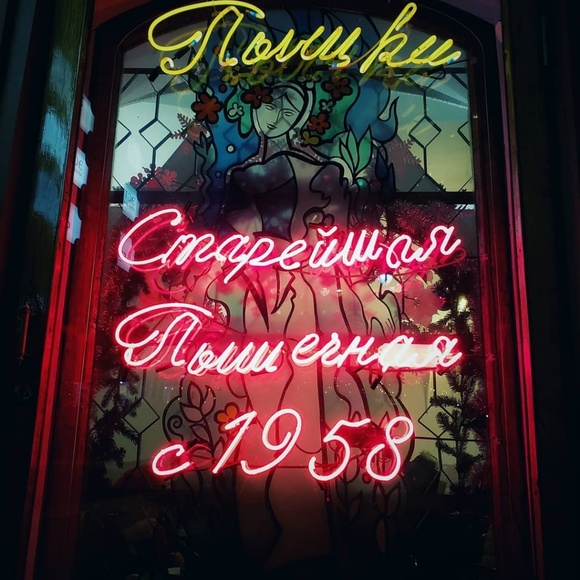 Пышки
Старейшая
Пышечная
с 1958